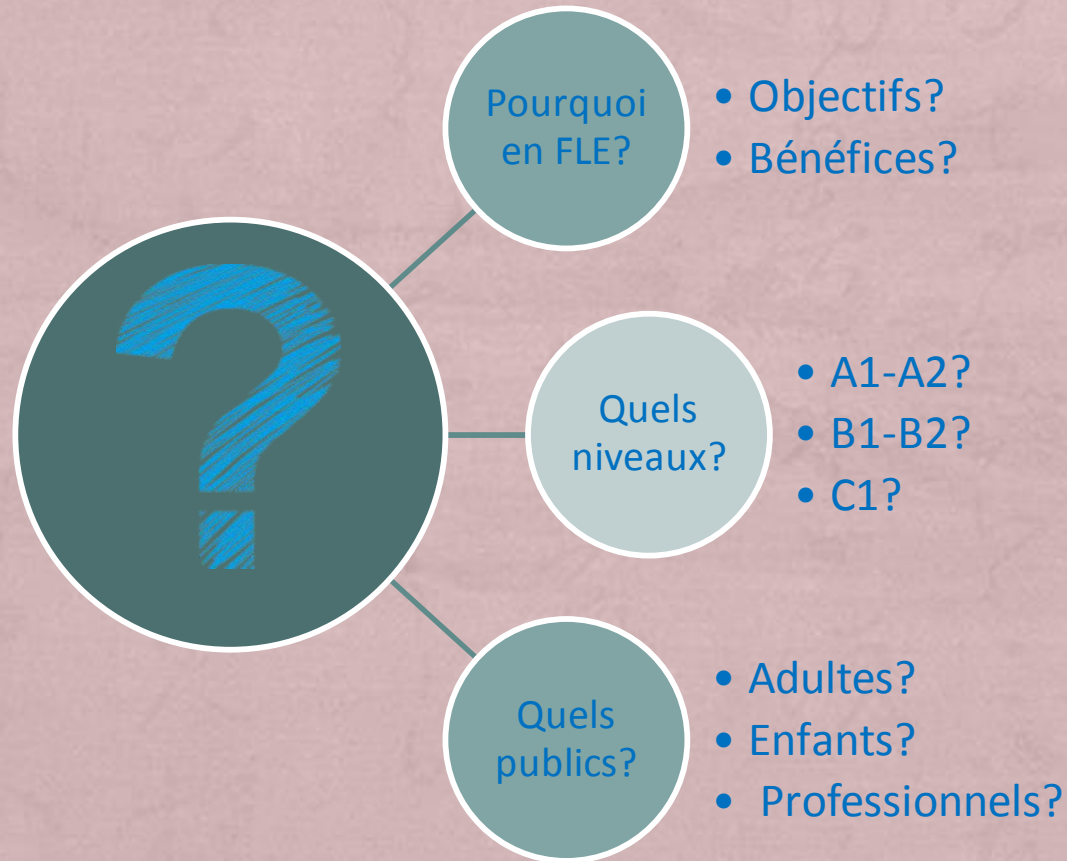 Pourquoi
en FLE?
• Objectifs?
• Bénéfices?
?
Quels
niveaux?
• A1-A2?
• B1-B2?
• C1?
Quels
publics?
• Adultes?
• Enfants?
• Professionnels?